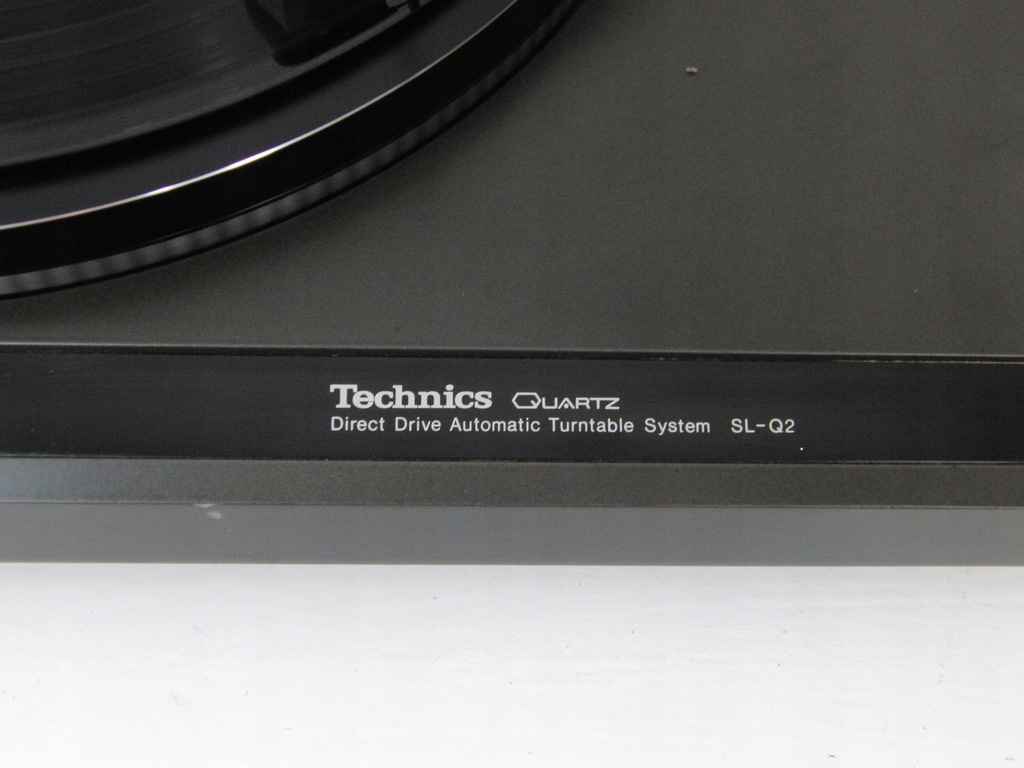 Technics QUARTZ
Direct Drive Automatic Turntable System SL-Q2